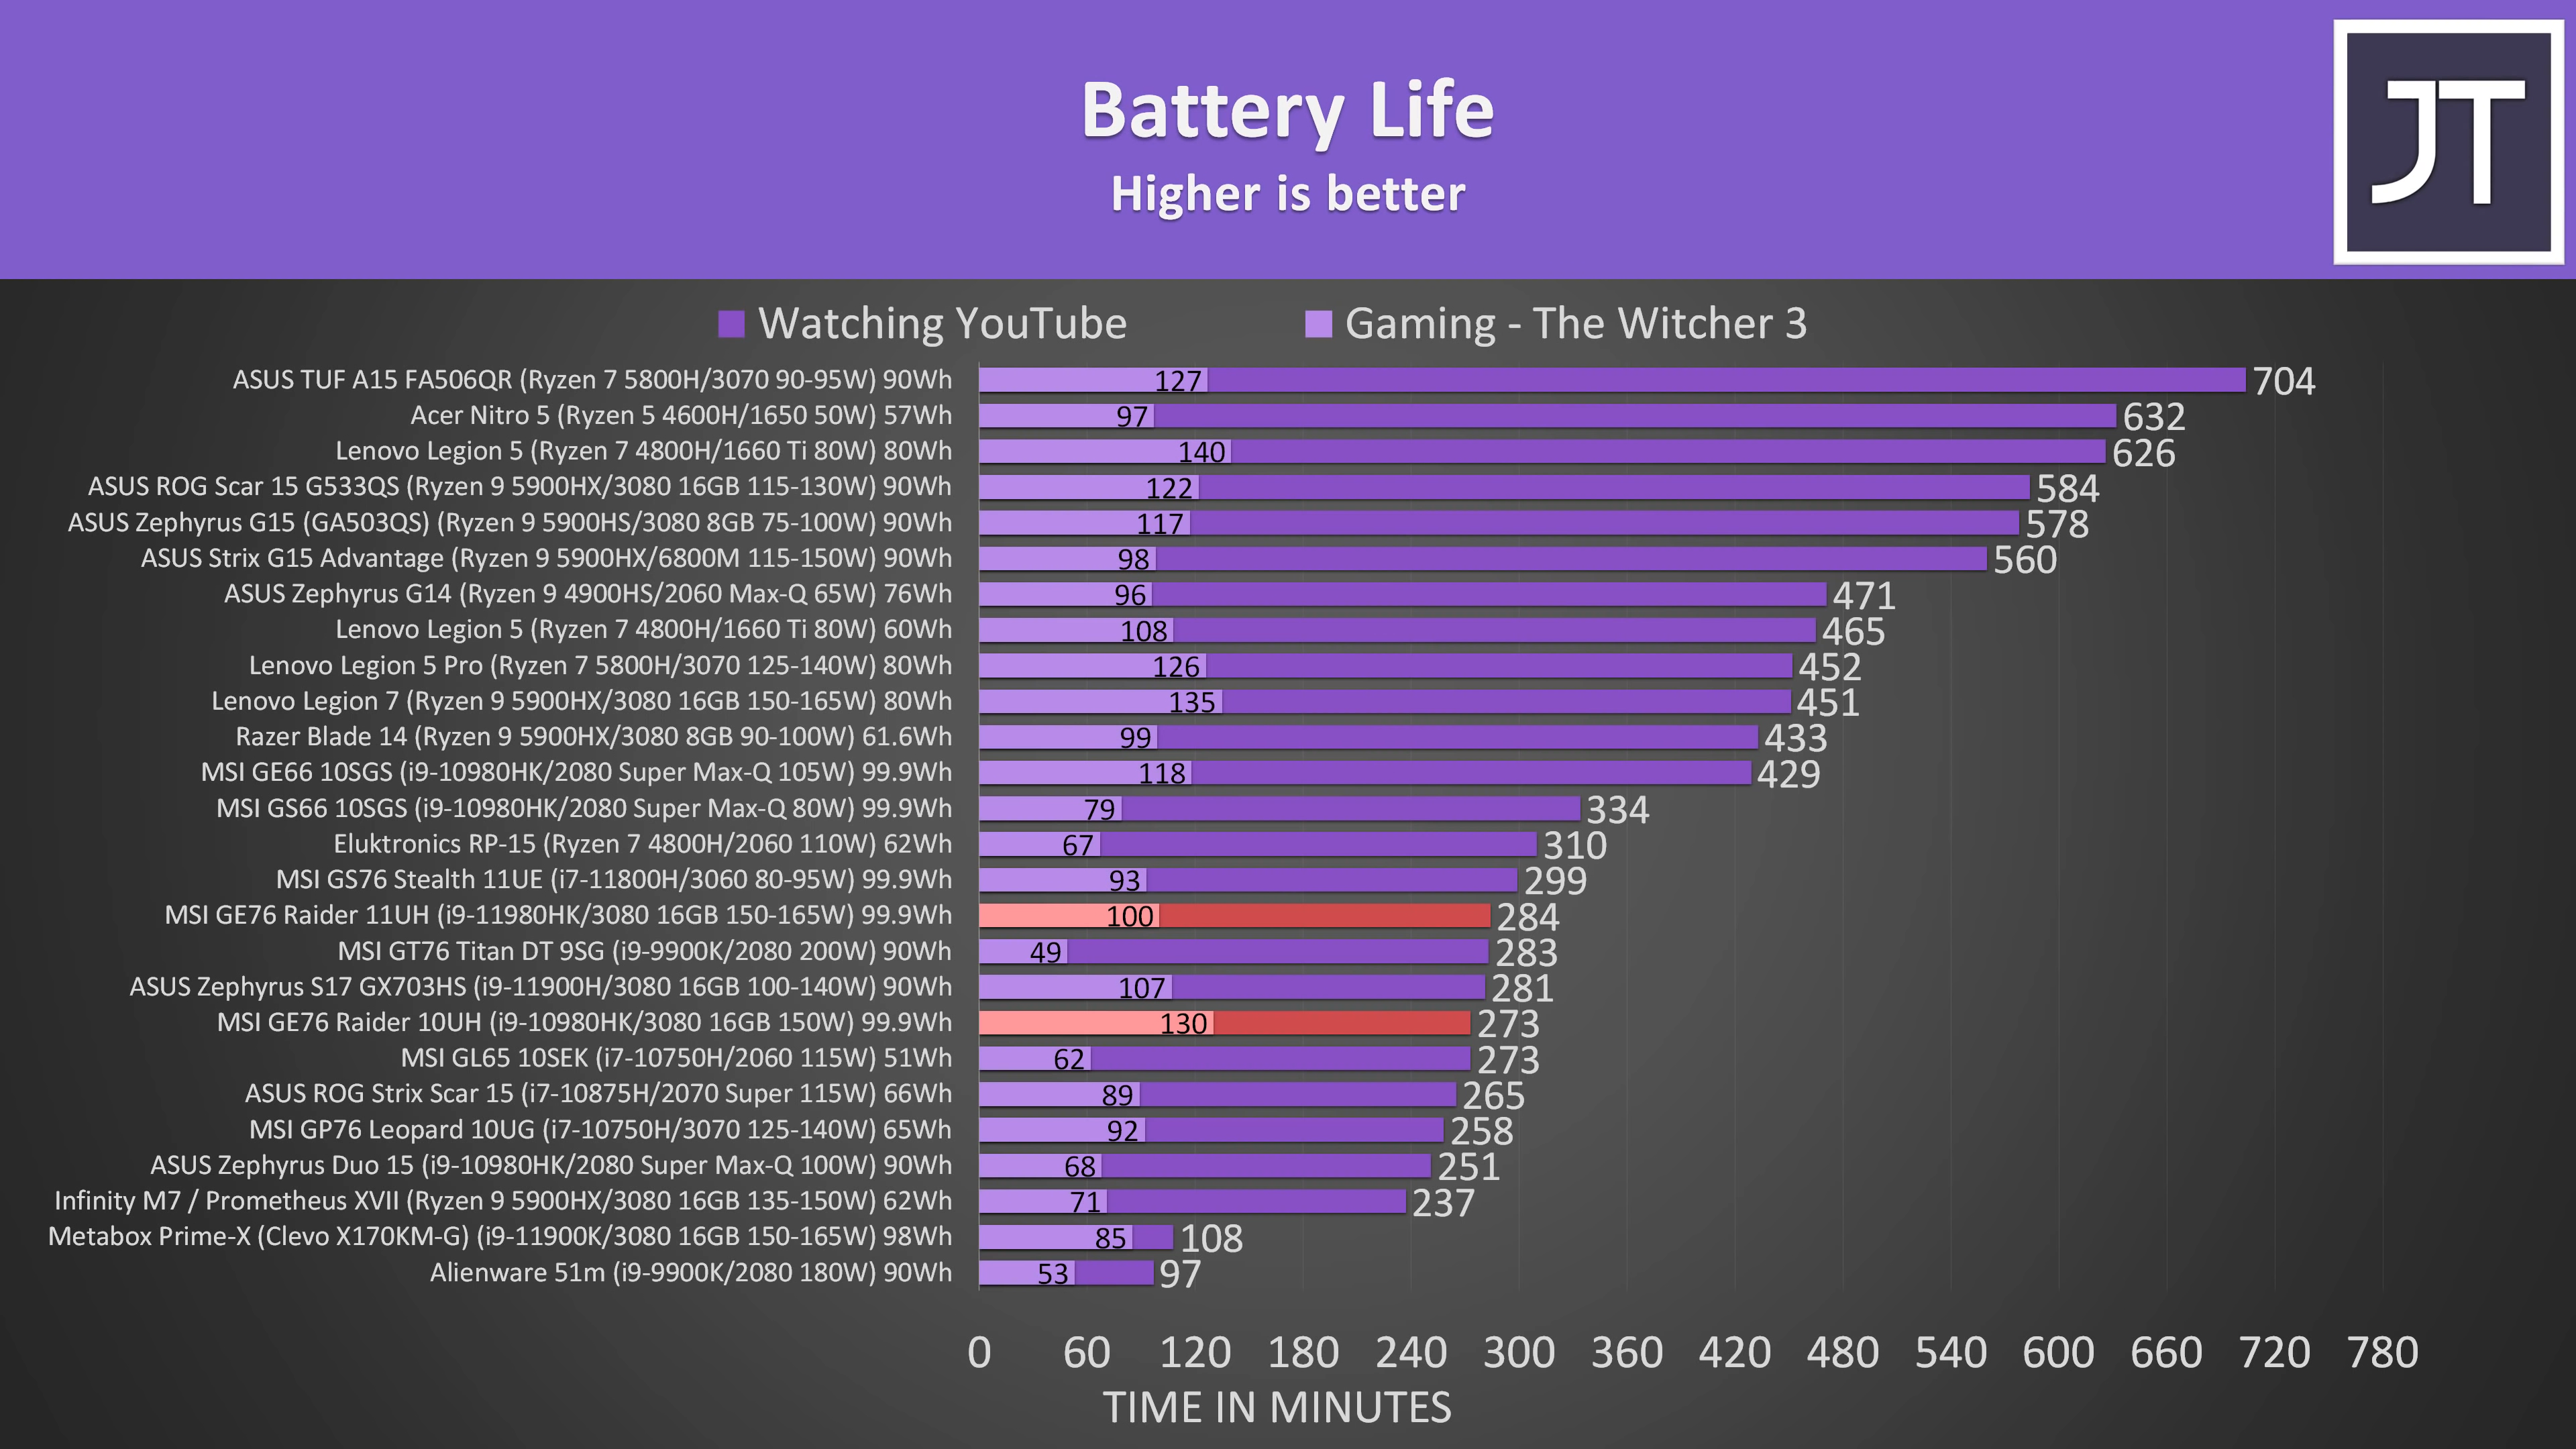 Battery Life
Higher is better
JT
Watching YouTube Gaming - The Witcher 3
ASUS TUF A15 FA506QR (Ryzen 7 5800H/3070 90-95W) 90Wh 127 704
Acer Nitro 5 (Ryzen 5 4600H/1650 50W) 57Wh 97 632
Lenovo Legion 5 (Ryzen 7 4800H/1660 Ti 80W) 80Wh 140 626
ASUS ROG Scar 15 G533QS (Ryzen 9 5900HX/3080 16GB 115-130W) 90Wh 122 584
ASUS Zephyrus G15 (GA503QS) (Ryzen 9 5900HS/3080 8GB 75-100W) 90Wh 117 578
ASUS Strix G15 Advantage (Ryzen 9 5900HX/6800M 115-150W) 90Wh 98 560
ASUS Zephyrus G14 (Ryzen 9 4900HS/2060 Max-Q 65W) 76Wh 96 471
Lenovo Legion 5 (Ryzen 7 4800H/1660 Ti 80W) 60Wh 108 465
Lenovo Legion 5 Pro (Ryzen 7 5800H/3070 125-140W) 80Wh 126 452
Lenovo Legion 7 (Ryzen 9 5900HX/3080 16GB 150-165W) 80Wh 135 451
Razer Blade 14 (Ryzen 9 5900HX/3080 8GB 90-100W) 61.6Wh 99 433
MSI GE66 10SGS (i9-10980HK/2080 Super Max-Q 105W) 99.9Wh 118 429
MSI GS66 10SGS (i9-10980HK/2080 Super Max-Q 80W) 99.9Wh 79 334
Eluktronics RP-15 (Ryzen 7 4800H/2060 110W) 62Wh 67 310
MSI GS76 Stealth 11UE (i7-11800H/3060 80-95W) 99.9Wh 93 299
MSI GE76 Raider 11UH (i9-11980HK/3080 16GB 150-165W) 99.9Wh 100 284
MSI GT76 Titan DT 9SG (i9-9900K/2080 200W) 90Wh 49 283
ASUS Zephyrus S17 GX703HS (i9-11900H/3080 16GB 100-140W) 90Wh 107 281
MSI GE76 Raider 10UH (i9-10980HK/3080 16GB 150W) 99.9Wh 130 273
MSI GL65 10SEK (i7-10750H/2060 115W) 51Wh 62 273
ASUS ROG Strix Scar 15 (i7-10875H/2070 Super 115W) 66Wh 89 265
MSI GP76 Leopard 10UG (i7-10750H/3070 125-140W) 65Wh 92 258
ASUS Zephyrus Duo 15 (i9-10980HK/2080 Super Max-Q 100W) 90Wh 68 251
Infinity M7 / Prometheus XVII (Ryzen 9 5900HX/3080 16GB 135-150W) 62Wh 71 237
Metabox Prime-X (Clevo X170KM-G) (i9-11900K/3080 16GB 150-165W) 98Wh 85 108
Alienware 51m (i9-9900K/2080 180W) 90Wh 53 97
0 60 120 180 240 300 360 420 480 540 600 660 720 780
TIME IN MINUTES